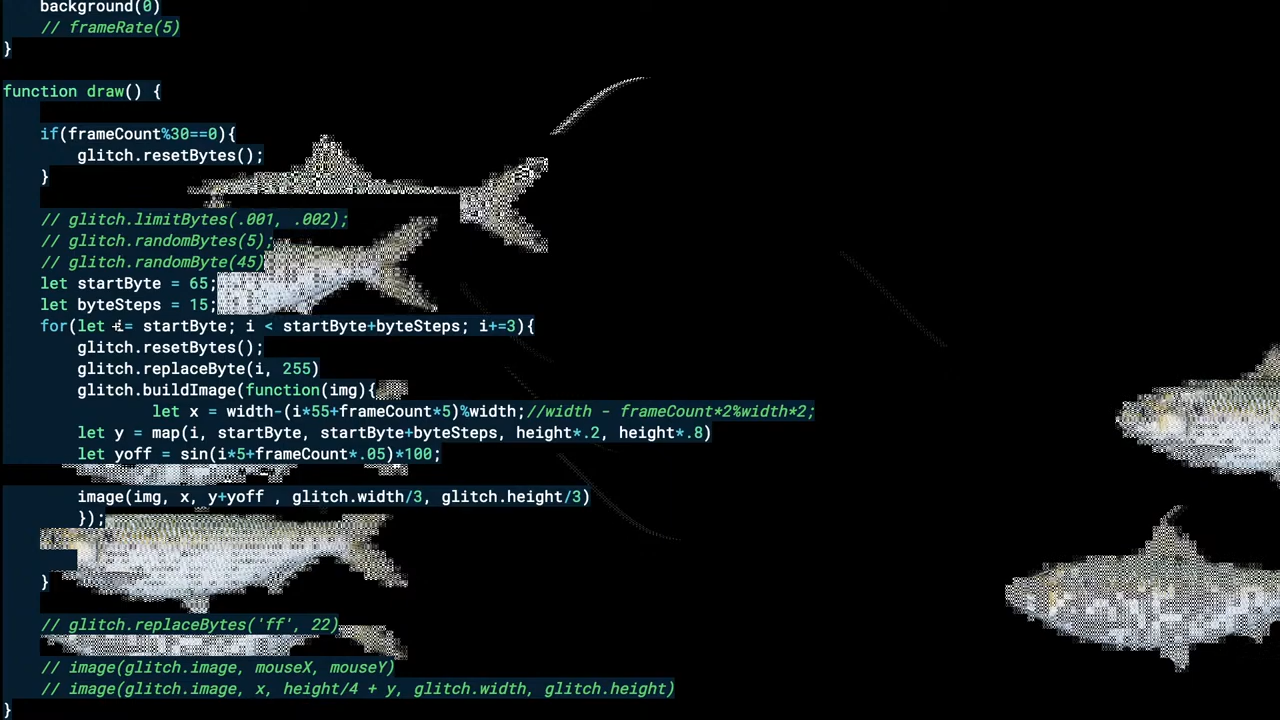 background(0)
// frameRate(5)
}
function draw() {
if(frameCount%30==0){
glitch.resetBytes();
}
// glitch.limitBytes(.001, .002);
// glitch.randomBytes(5);
// glitch.randomByte(45)
let startByte = 65;
let byteSteps = 15;
for(let i= startByte; i < startByte+byteSteps; i+=3){
glitch.resetBytes();
glitch.replaceByte(i, 255)
glitch.buildImage(function(img){
let x = width-(i*55+frameCount*5)%width;//width - frameCount*2%width*2;
let y = map(i, startByte, startByte+byteSteps, height*.2, height*.8)
let yoff = sin(i*5+frameCount*.05)*100;
image(img, x, y+yoff , glitch.width/3, glitch.height/3)
});
}
// glitch.replaceBytes('ff', 22)
// image(glitch.image, mouseX, mouseY)
// image(glitch.image, x, height/4 + y, glitch.width, glitch.height)
}